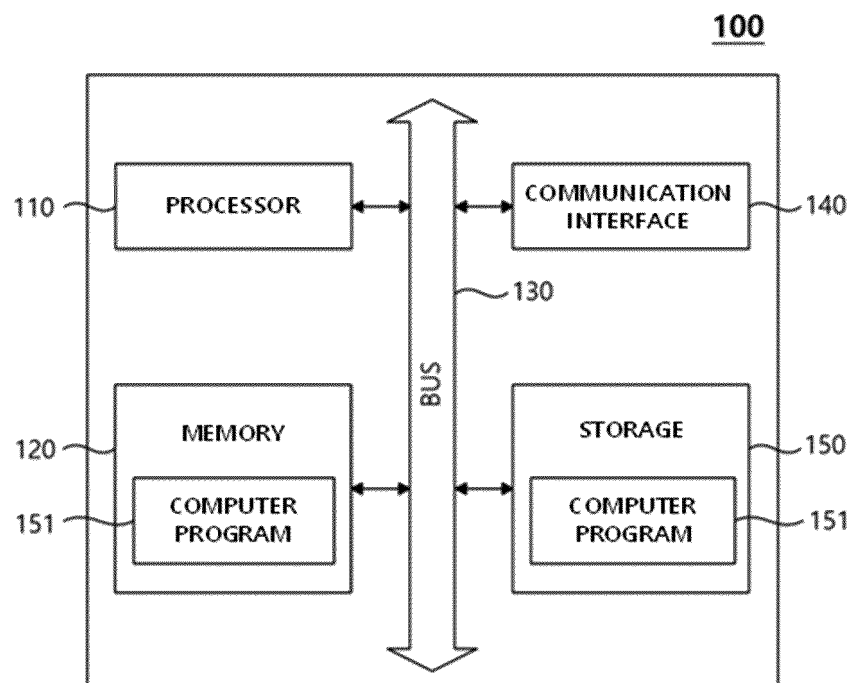 100
110
PROCESSOR
COMMUNICATION
INTERFACE
140
130
BUS
120
MEMORY
STORAGE
150
151
COMPUTER
PROGRAM
COMPUTER
PROGRAM
151